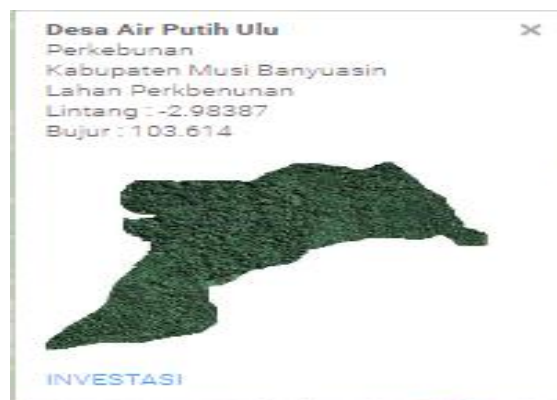 Desa Air Putih Ulu
Perkebunan
Kabupaten Musi Banyuasin
Lahan Perkbenunan
Lintang : -2.98387
Bujur : 103.614
INVESTASI